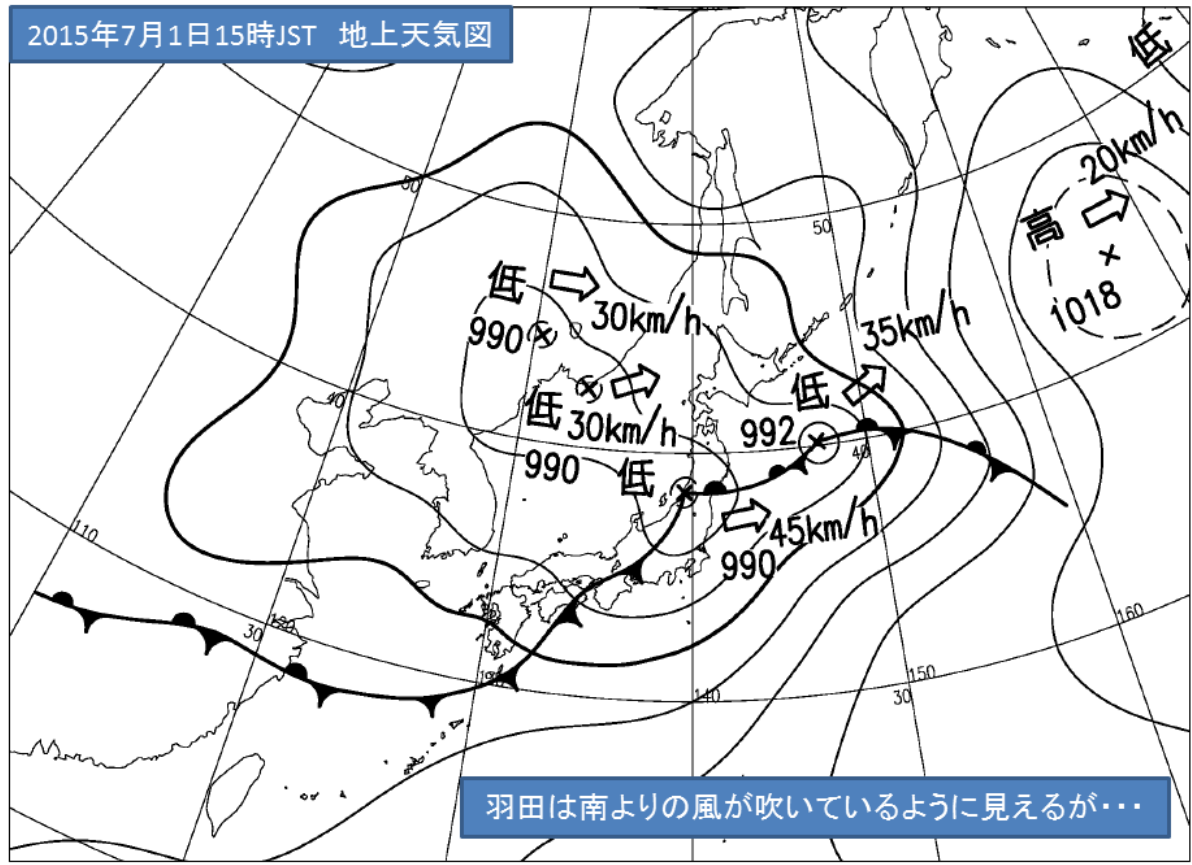 2015年7月1日15時JST 地上天気図
低
20km/h
高
1018
50
50
低
30km/h
990
35km/h
低
30km/h
990
低
992
40
40
低
45km/h
990
110
120
30
130
140
150
30
160
羽田は南よりの風が吹いているように見えるが・・・